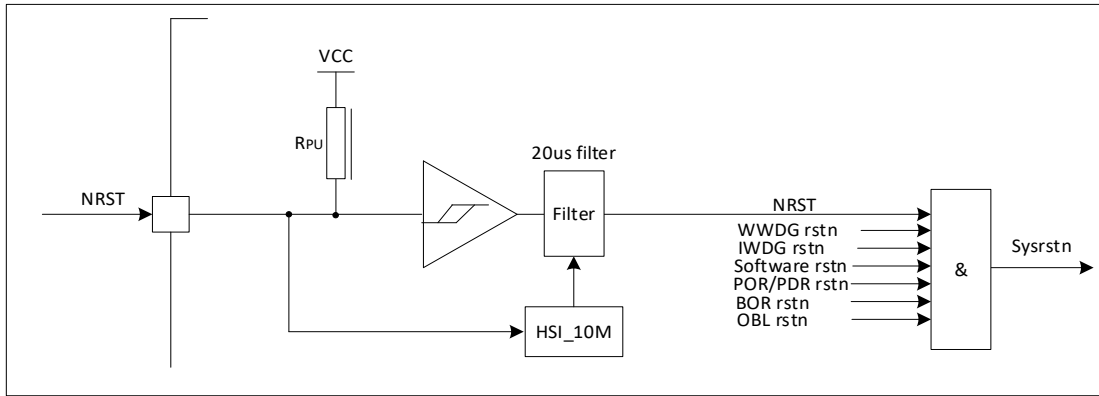 VCC
RPU
20us filter
NRST
Filter
NRST
WWDG rstn
IWDG rstn
Software rstn
POR/PDR rstn
BOR rstn
OBL rstn
&
Sysrstn
HSI_10M